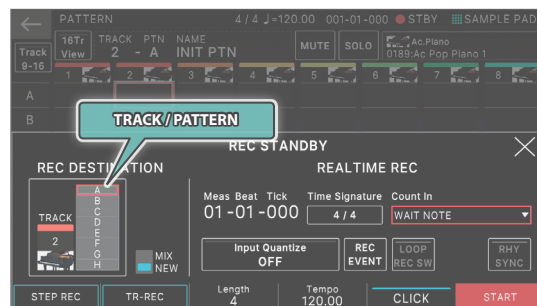 PATTERN 4 / 4 ♩=120.00 001-01-000 STBY SAMPLE PAD
Track 9-16
16Tr View
TRACK PTN NAME
2 - A INIT PTN
MUTE SOLO
Ac.Piano
0189:Ac Pop Piano 1
1 2 3 4 5 6 7 8
A
B
TRACK / PATTERN
REC STANDBY
REC DESTINATION
REALTIME REC
TRACK
2
A
B
C
D
E
F
G
H
MIX
NEW
Meas Beat Tick Time Signature Count In
01-01-000 4 / 4 WAIT NOTE
Input Quantize
OFF
REC EVENT
LOOP REC SW
RHY SYNC
STEP REC TR-REC
Length
4
Tempo
120.00
CLICK START